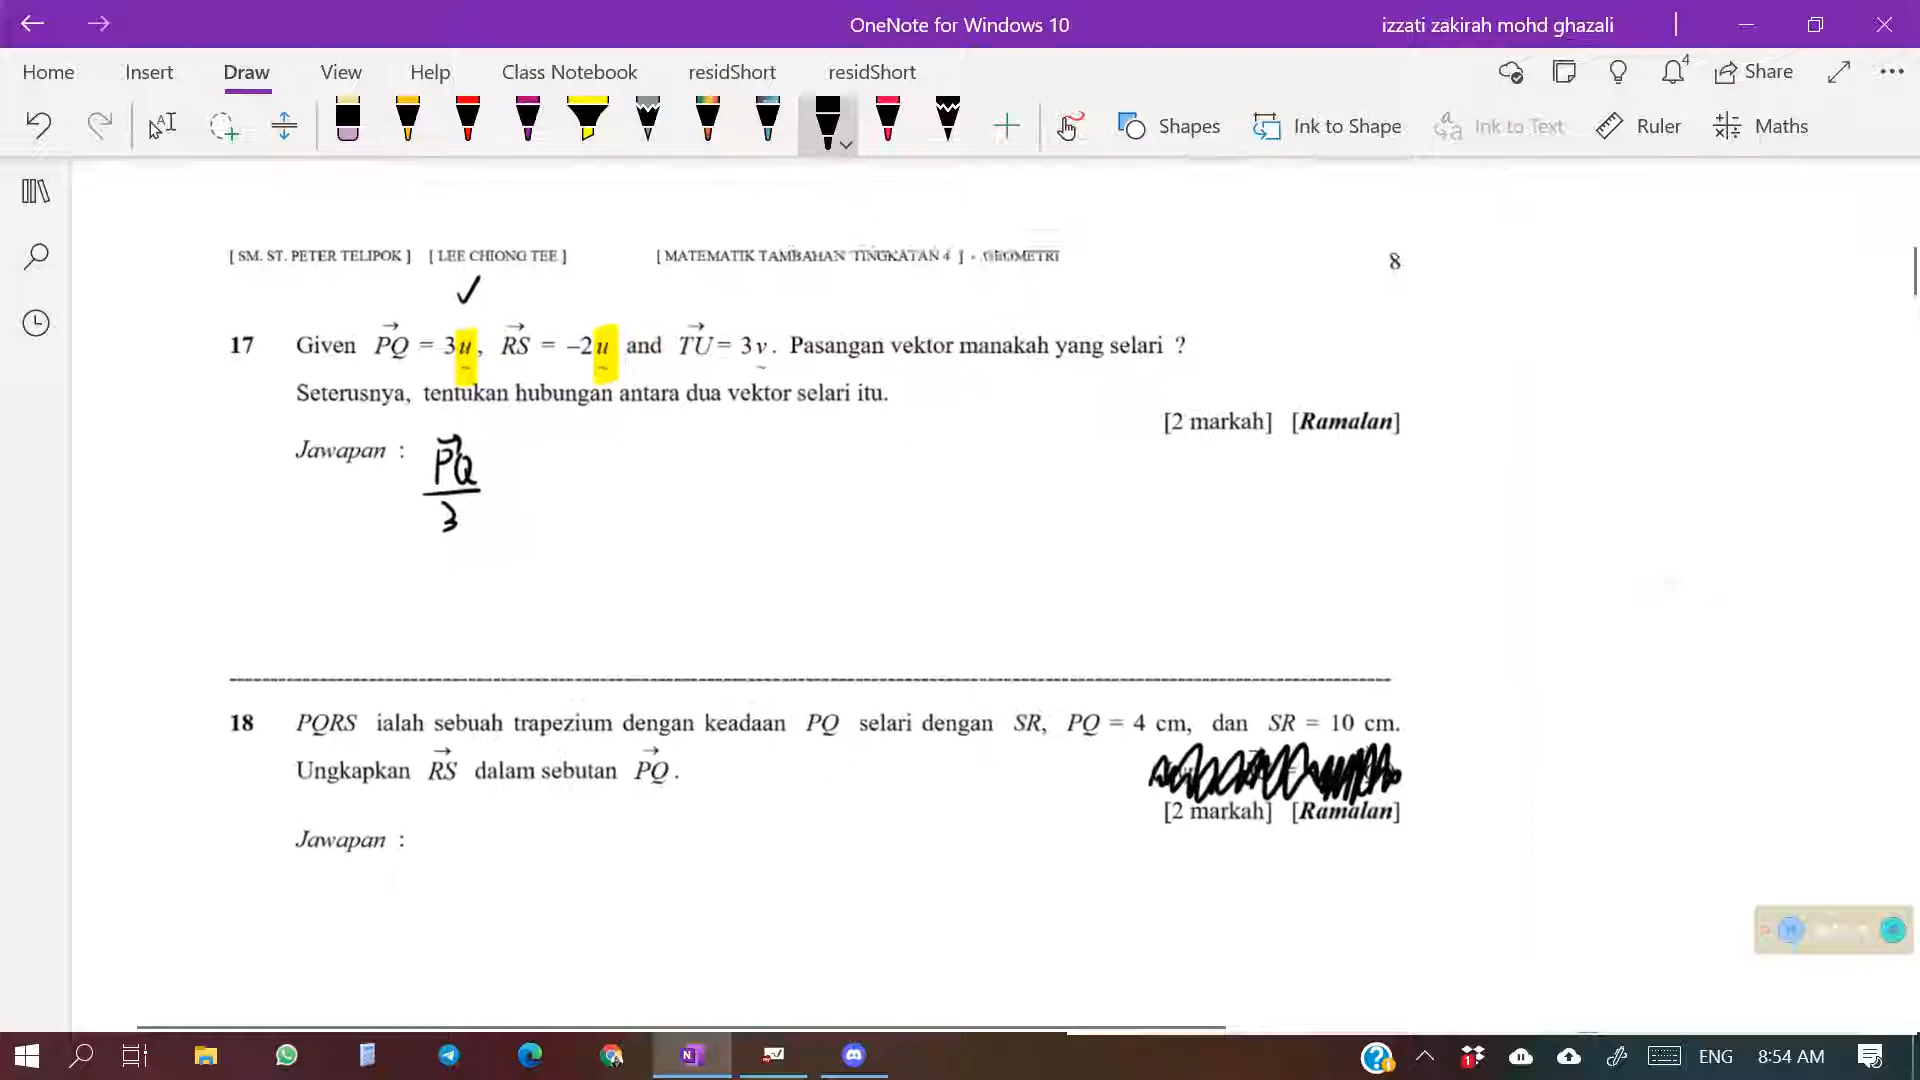 OneNote for Windows 10
izzati zakirah mohd ghazali
Home Insert Draw View Help Class Notebook residShort residShort
4
Share
Shapes Ink to Shape Ink to Text Ruler Maths
[ SM. ST. PETER TELIPOK ] [ LEE CHIONG TEE ] [ MATEMATIK TAMBAHAN TINGKATAN 4 ] - GEOMETRI 8
✓
17 Given PQ→ = 3u, RS→ = −2u and TU→ = 3v. Pasangan vektor manakah yang selari ?
Seterusnya, tentukan hubungan antara dua vektor selari itu.
[2 markah] [Ramalan]
Jawapan : PQ→
3
18 PQRS ialah sebuah trapezium dengan keadaan PQ selari dengan SR, PQ = 4 cm, dan SR = 10 cm.
Ungkapkan RS→ dalam sebutan PQ→.
[2 markah] [Ramalan]
Jawapan :
ENG 8:54 AM